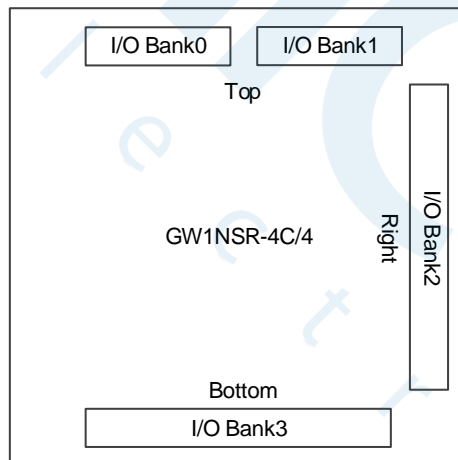 I/O Bank0
I/O Bank1
Top
I/O Bank2
Right
GW1NSR-4C/4
Bottom
I/O Bank3